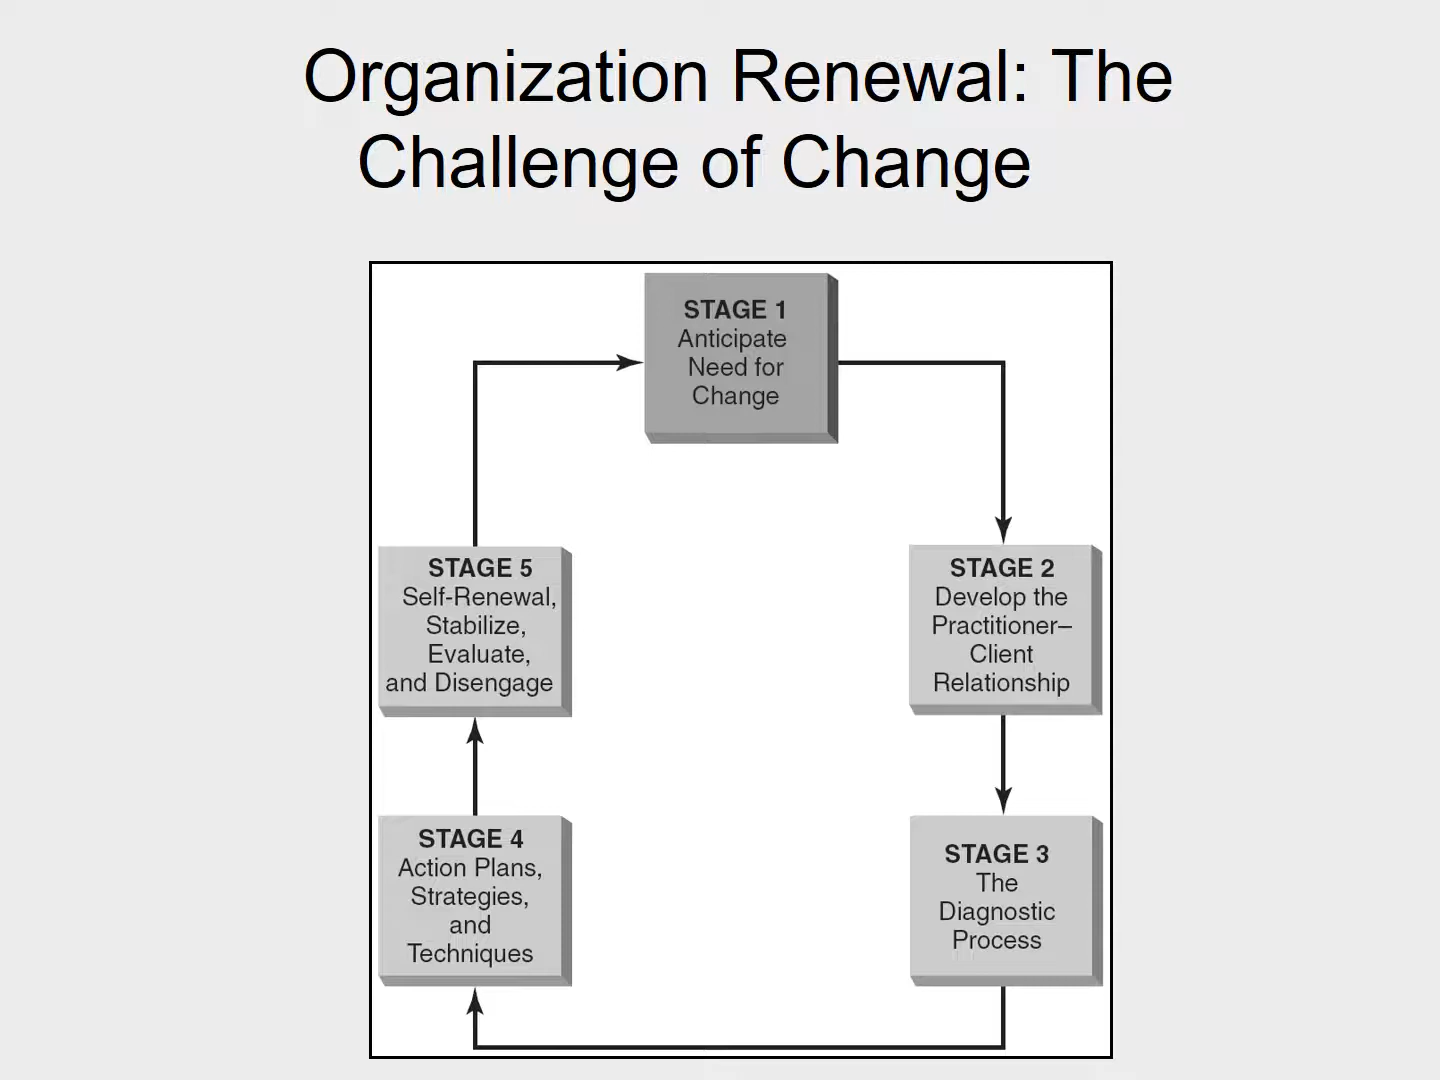 Organization Renewal: The
Challenge of Change
STAGE 1
Anticipate
Need for
Change
STAGE 2
Develop the
Practitioner–
Client
Relationship
STAGE 3
The
Diagnostic
Process
STAGE 4
Action Plans,
Strategies,
and
Techniques
STAGE 5
Self-Renewal,
Stabilize,
Evaluate,
and Disengage